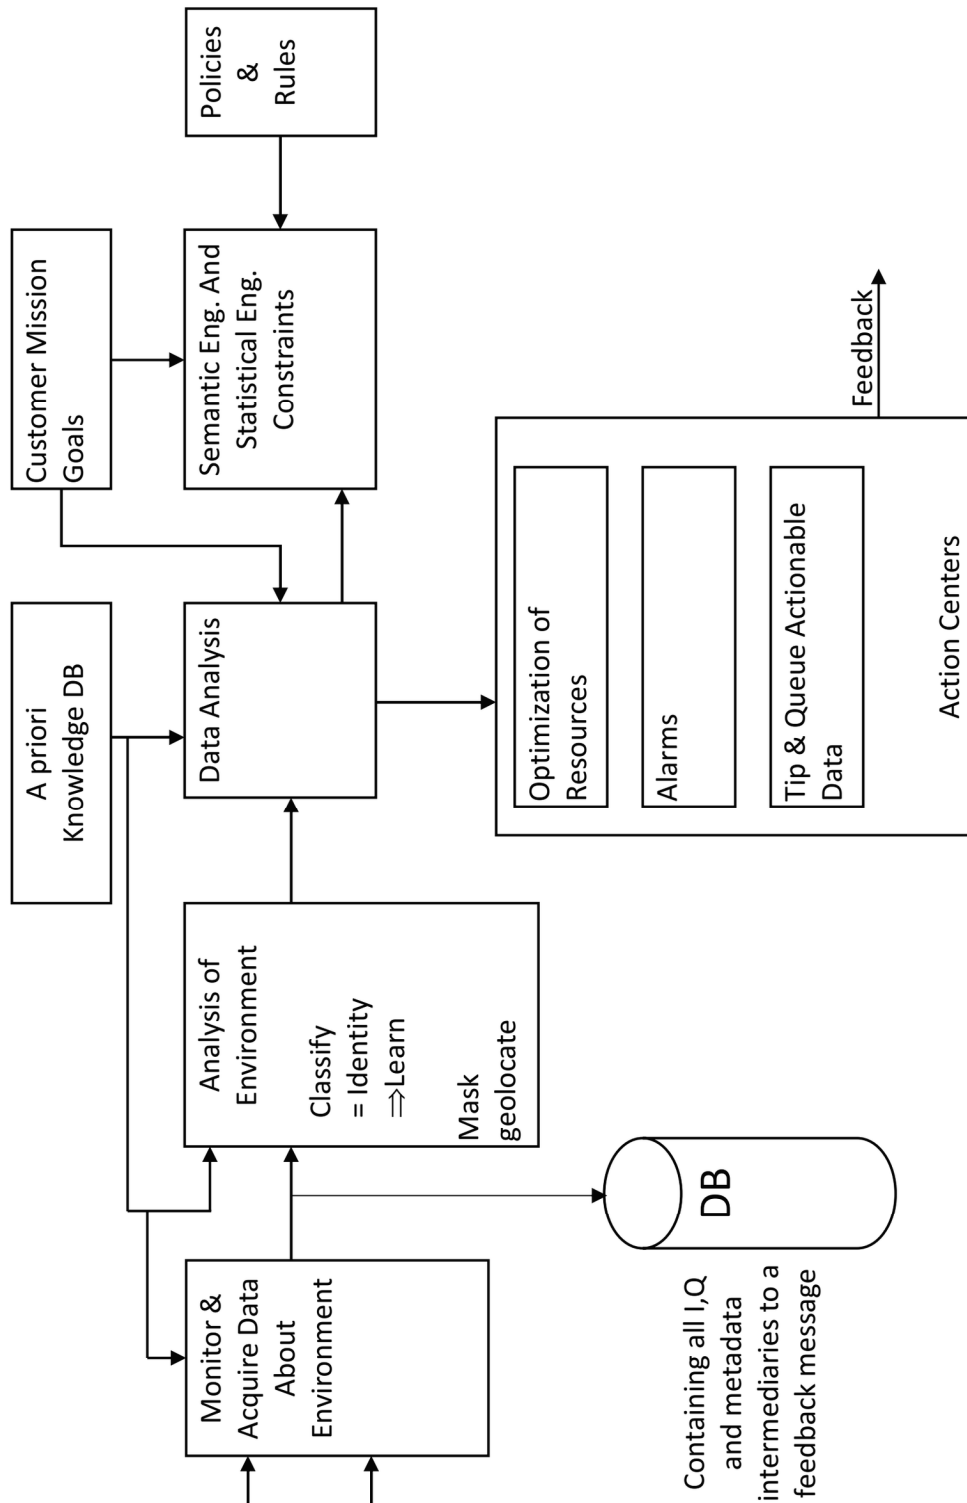 A priori
Knowledge DB
Customer Mission
Goals
Monitor &
Acquire Data
About
Environment
Analysis of
Environment
Classify
= Identity
⇒Learn
Mask
geolocate
Data Analysis
Semantic Eng. And
Statistical Eng.
Constraints
Policies
&
Rules
Containing all I,Q
and metadata
intermediaries to a
feedback message
DB
Optimization of
Resources
Alarms
Tip & Queue Actionable
Data
Action Centers
Feedback